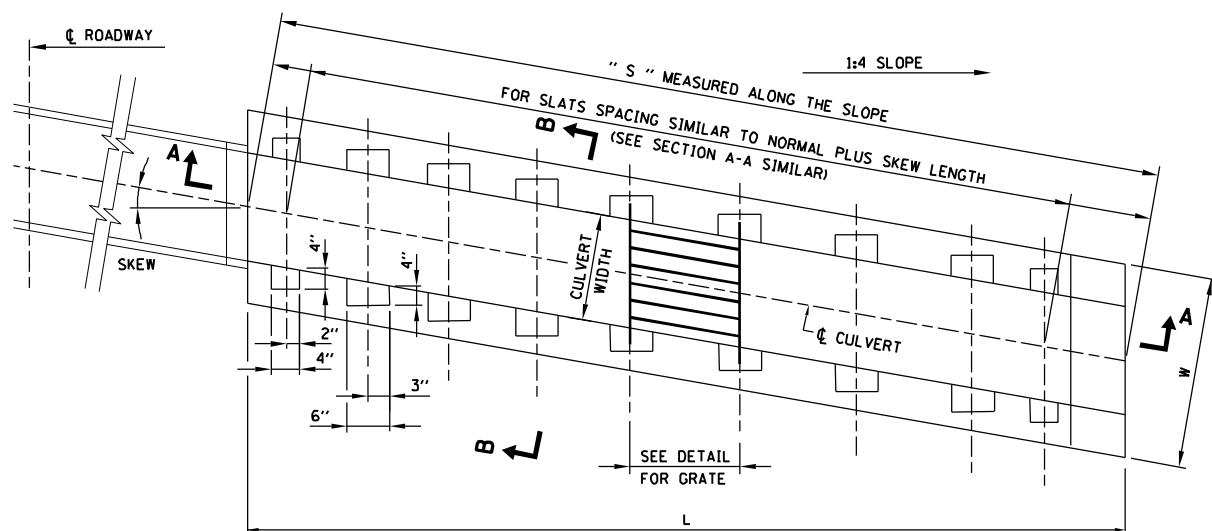 ℄ ROADWAY
1:4 SLOPE
" S " MEASURED ALONG THE SLOPE
FOR SLATS SPACING SIMILAR TO NORMAL PLUS SKEW LENGTH
(SEE SECTION A-A SIMILAR)
B
A
SKEW
4"
4"
CULVERT
WIDTH
℄ CULVERT
A
W
2"
4"
3"
6"
B
SEE DETAIL
FOR GRATE
L